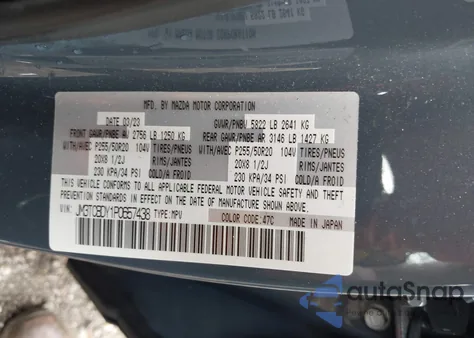 MFD. BY MAZDA MOTOR CORPORATION
DATE 03/23
GVWR/PNBV 5822 LB 2641 KG
FRONT GAWR/PNBE AV 2756 LB 1250 KG
REAR GAWR/PNBE AR 3146 LB 1427 KG
WITH/AVEC P255/50R20 104V TIRES/PNEU
WITH/AVEC P255/50R20 104V TIRES/PNEU
20X8 1/2J RIMS/JANTES
20X8 1/2J RIMS/JANTES
230 KPA/34 PSI COLD/A FROID
230 KPA/34 PSI COLD/A FROID
THIS VEHICLE CONFORMS TO ALL APPLICABLE FEDERAL MOTOR VEHICLE SAFETY AND THEFT
PREVENTION STANDARDS IN EFFECT ON THE DATE OF MANUFACTURE SHOWN ABOVE.
JM3TCBDY1P0657436 TYPE: MPV
COLOR CODE: 47C
MADE IN JAPAN
autoSnap